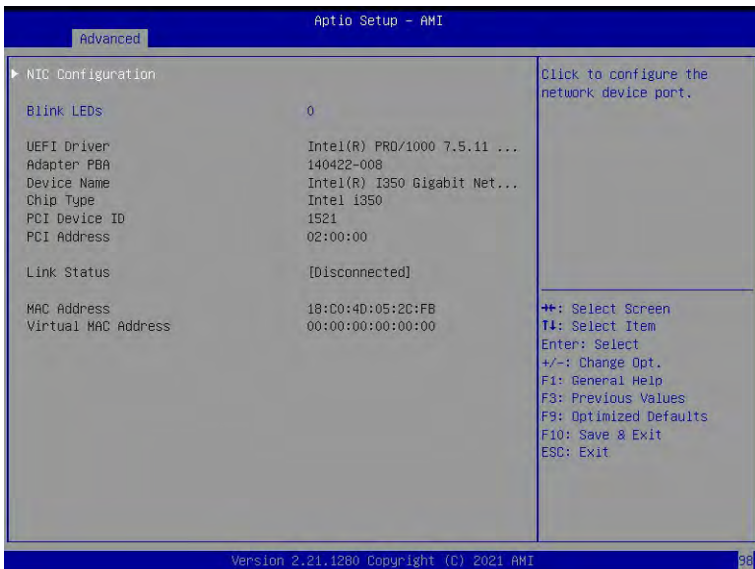 Aptio Setup – AMI
Advanced
▶ NIC Configuration
Blink LEDs 0
UEFI Driver Intel(R) PRO/1000 7.5.11 ...
Adapter PBA 140422-008
Device Name Intel(R) I350 Gigabit Net...
Chip Type Intel i350
PCI Device ID 1521
PCI Address 02:00:00
Link Status [Disconnected]
MAC Address 18:C0:4D:05:2C:FB
Virtual MAC Address 00:00:00:00:00:00
Click to configure the
network device port.
→←: Select Screen
↑↓: Select Item
Enter: Select
+/-: Change Opt.
F1: General Help
F3: Previous Values
F9: Optimized Defaults
F10: Save & Exit
ESC: Exit
Version 2.21.1280 Copyright (C) 2021 AMI
98